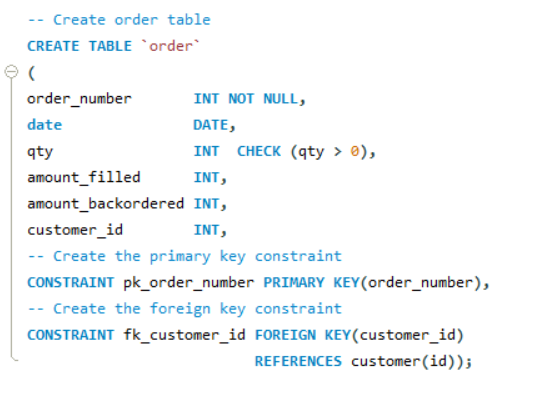 -- Create order table
CREATE TABLE `order`
(
order_number INT NOT NULL,
date DATE,
qty INT CHECK (qty > 0),
amount_filled INT,
amount_backordered INT,
customer_id INT,
-- Create the primary key constraint
CONSTRAINT pk_order_number PRIMARY KEY(order_number),
-- Create the foreign key constraint
CONSTRAINT fk_customer_id FOREIGN KEY(customer_id)
REFERENCES customer(id));